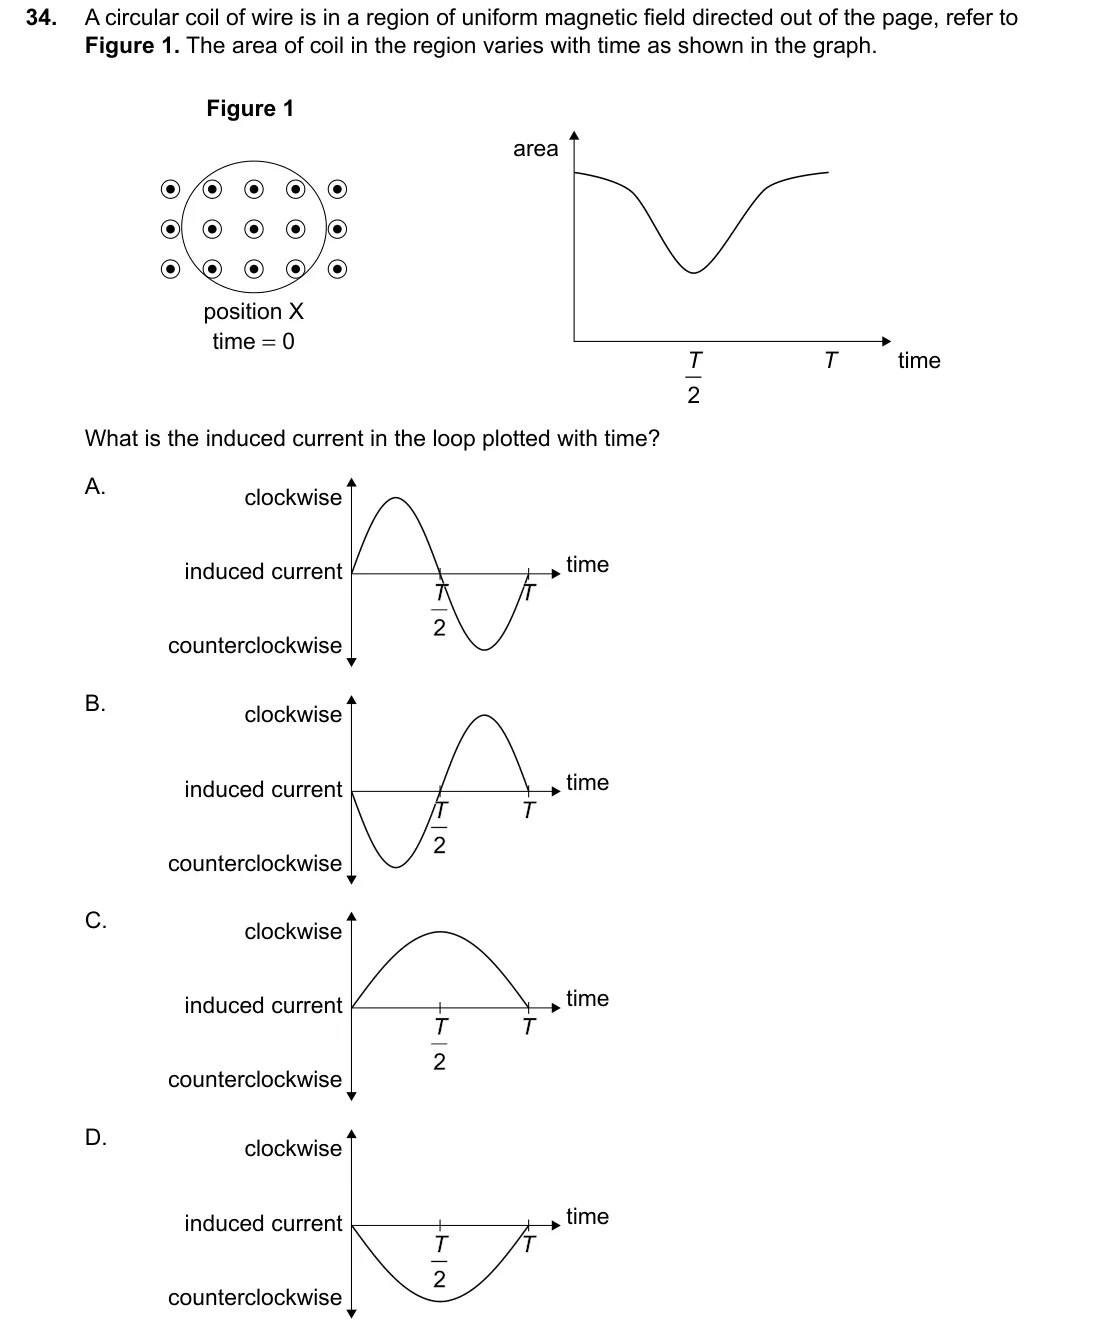 34. A circular coil of wire is in a region of uniform magnetic field directed out of the page, refer to
Figure 1. The area of coil in the region varies with time as shown in the graph.
Figure 1
position X
time = 0
area
T
2
T
time
What is the induced current in the loop plotted with time?
A.
clockwise
induced current
counterclockwise
T
2
T
time
B.
clockwise
induced current
counterclockwise
T
2
T
time
C.
clockwise
induced current
counterclockwise
T
2
T
time
D.
clockwise
induced current
counterclockwise
T
2
T
time